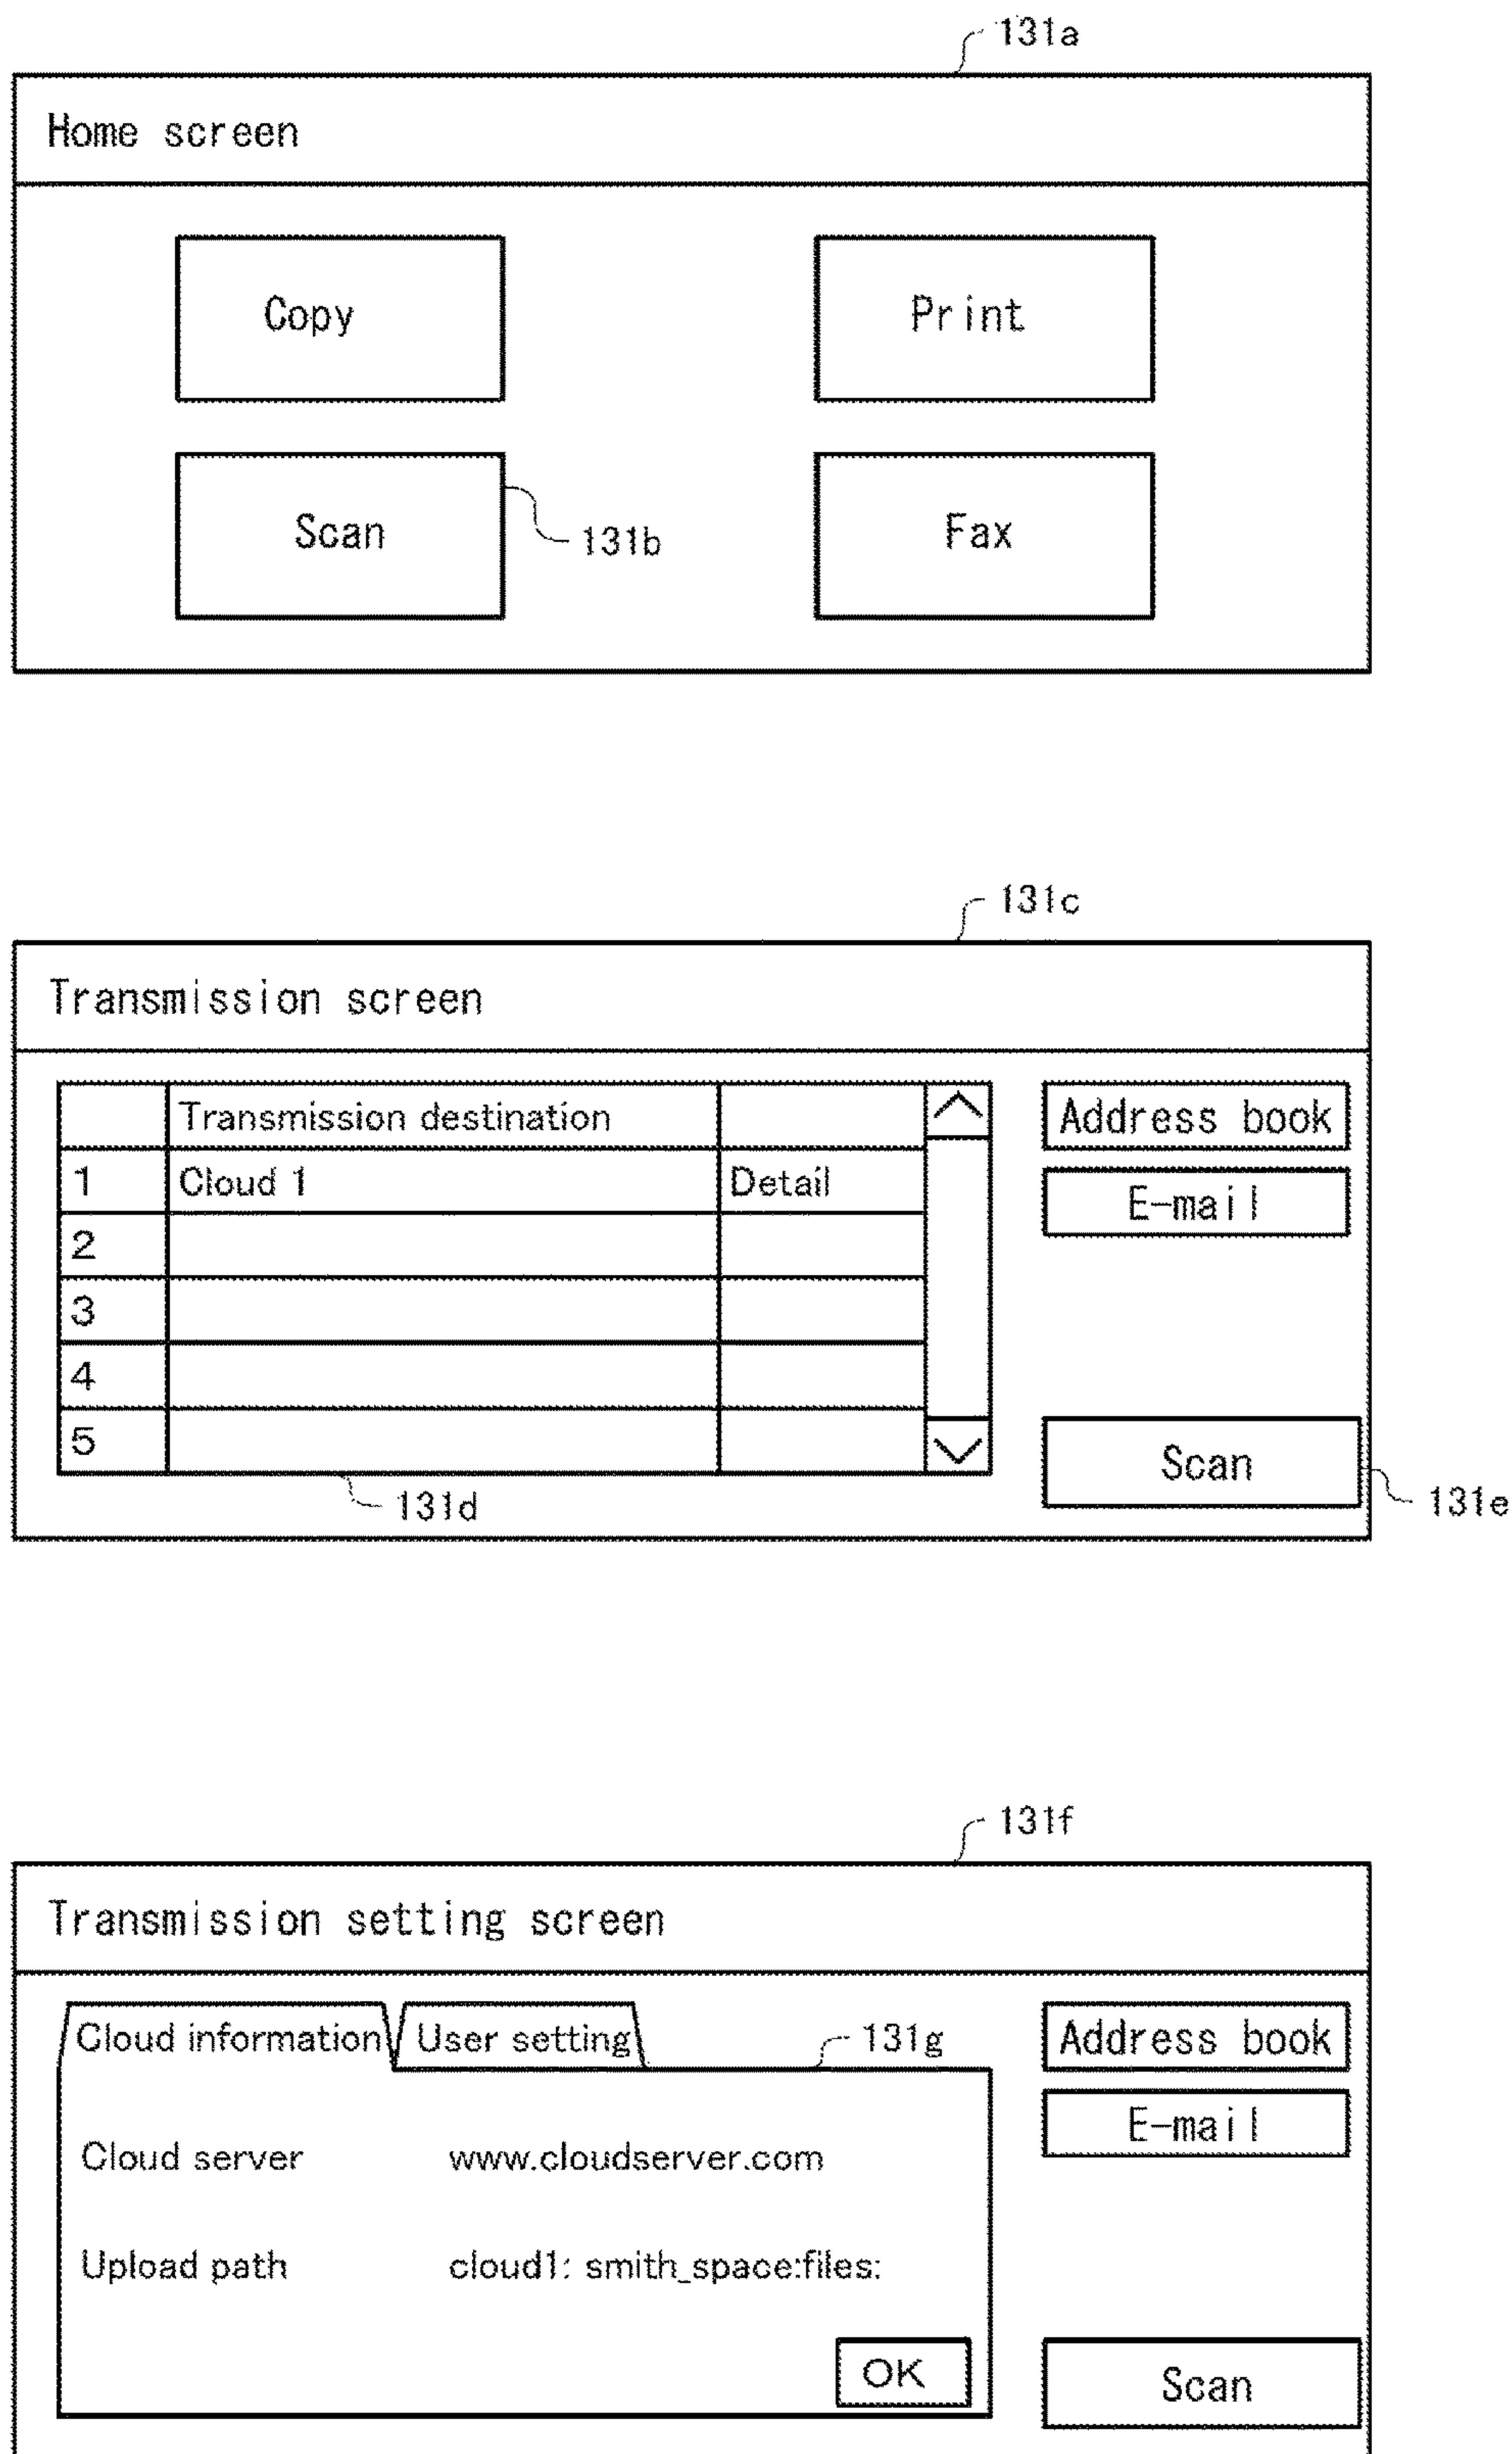 131a
Home screen
Copy
Print
Scan
131b
Fax
131c
Transmission screen
Transmission destination
1 Cloud 1 Detail
2
3
4
5
131d
Address book
E-mail
Scan
131e
131f
Transmission setting screen
Cloud information
User setting
131g
Cloud server www.cloudserver.com
Upload path cloud1: smith_space:files:
OK
Address book
E-mail
Scan